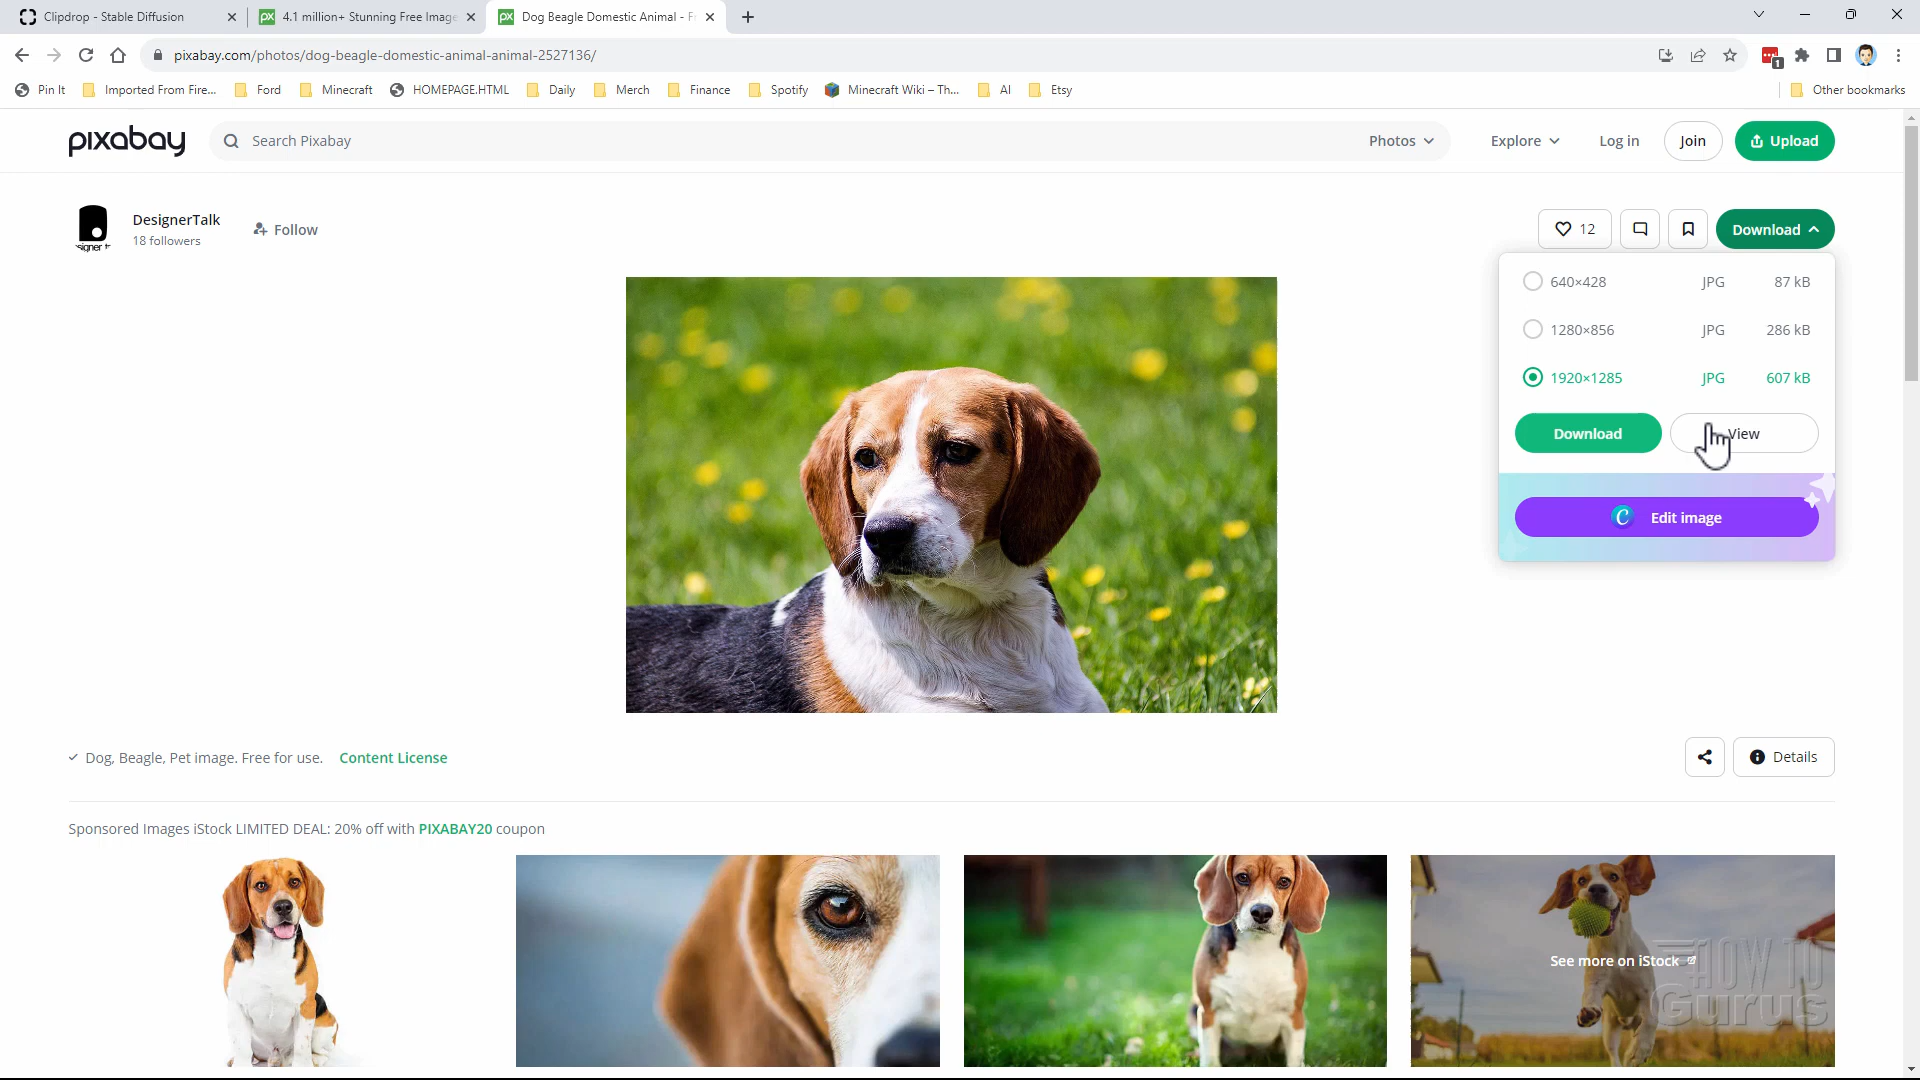 Clipdrop - Stable Diffusion
4.1 million+ Stunning Free Image
Dog Beagle Domestic Animal - F
pixabay.com/photos/dog-beagle-domestic-animal-animal-2527136/
1
Pin It
Imported From Fire...
Ford
Minecraft
HOMEPAGE.HTML
Daily
Merch
Finance
Spotify
Minecraft Wiki – Th...
AI
Etsy
Other bookmarks
pixabay
Search Pixabay
Photos
Explore
Log in
Join
Upload
DesignerTalk
18 followers
Follow
12
Download
640×428 JPG 87 kB
1280×856 JPG 286 kB
1920×1285 JPG 607 kB
Download
View
Edit image
Dog, Beagle, Pet image. Free for use. Content License
Details
Sponsored Images iStock LIMITED DEAL: 20% off with PIXABAY20 coupon
See more on iStock
HOW TO
Gurus